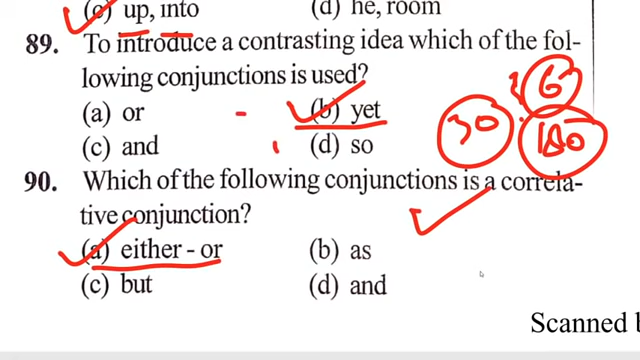 (c) up, into (d) he, room
89. To introduce a contrasting idea which of the fol-
lowing conjunctions is used?
(a) or (b) yet
(c) and (d) so
30 6
180
90. Which of the following conjunctions is a correla-
tive conjunction?
(a) either - or (b) as
(c) but (d) and
Scanned b